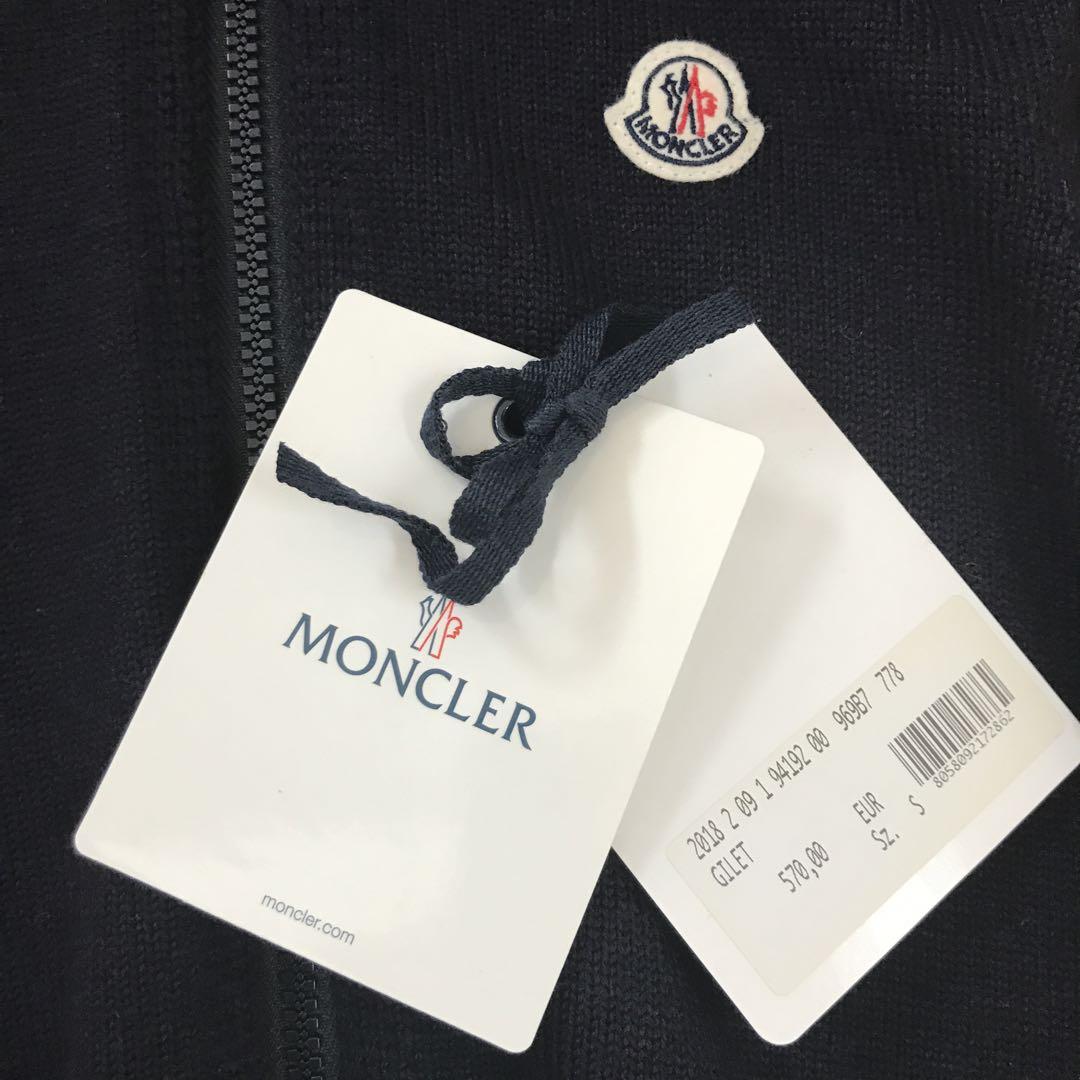 MONCLER
MONCLER
moncler.com
2018 2 09 1 94192 00 969B7 778
GILET
570,00 EUR
Sz. S
8058092172862